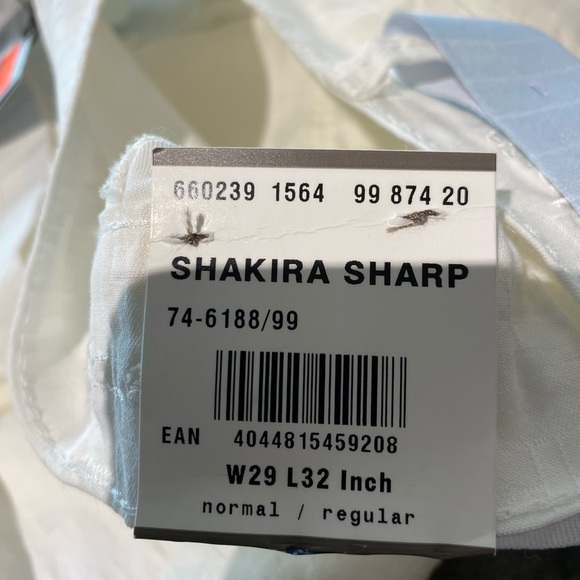 660239 1564 99 874 20
SHAKIRA SHARP
74-6188/99
EAN 4044815459208
W29 L32 Inch
normal / regular